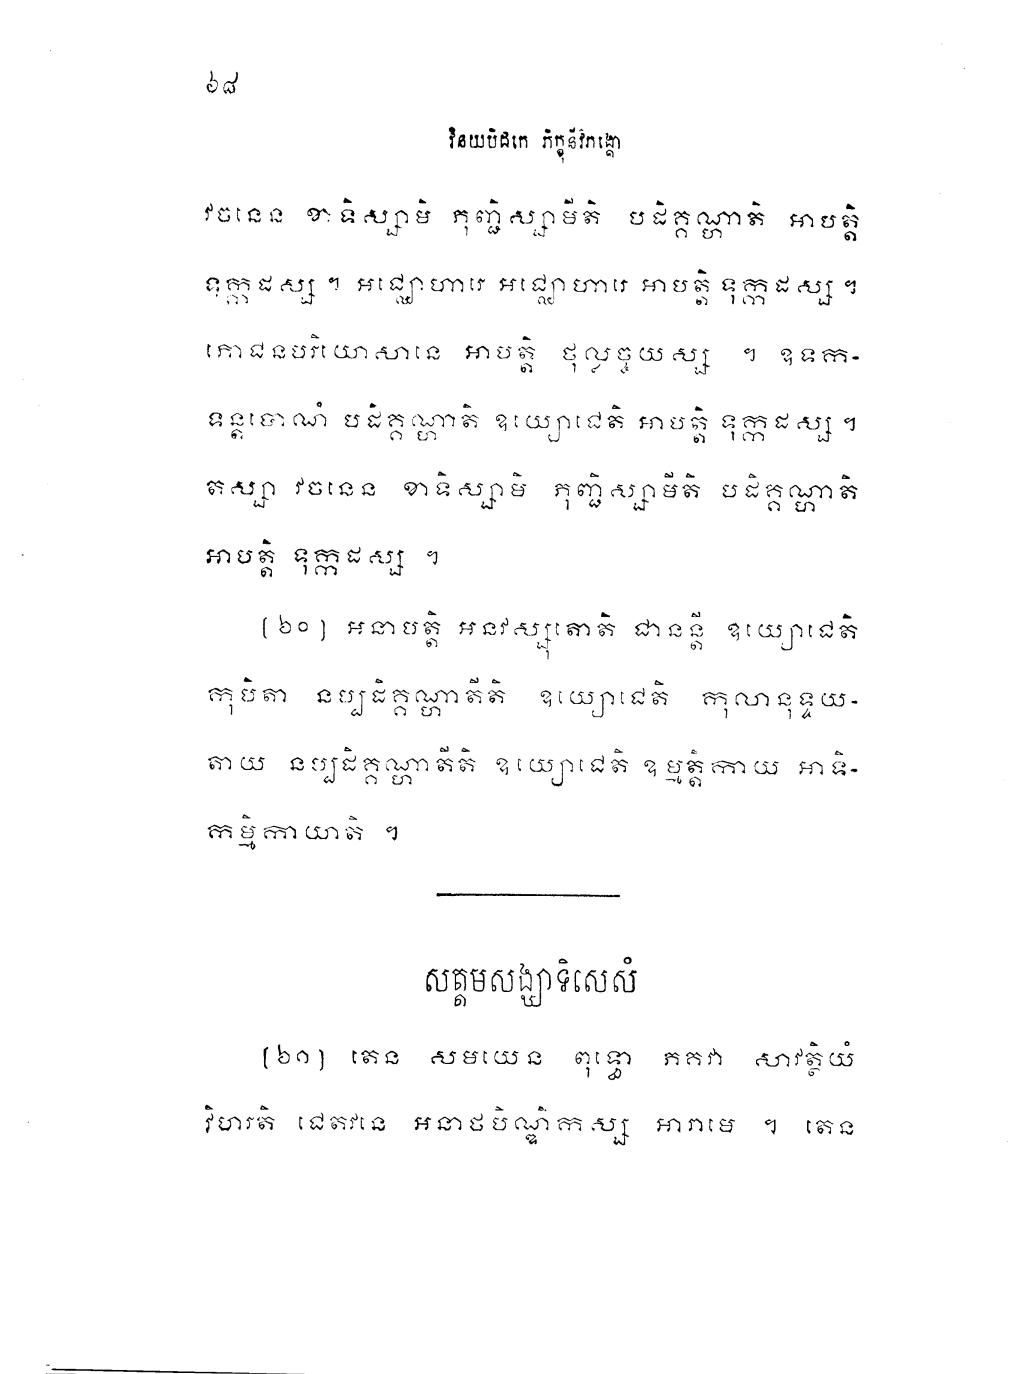 ៦៨
វិនយបិដកេ ភិក្ខុនីវិភង្គោ
វចនេន ខាទិស្សាមិ ភុញ្ជិស្សាមីតិ បដិគ្គណ្ហាតិ អាបត្តិ
ទុក្កដស្ស ។ អជ្ឈោហារេ អជ្ឈោហារេ អាបត្តិ ទុក្កដស្ស ។
ភោជនបរិយោសានេ អាបត្តិ ថុល្លច្ចយស្ស ។ ឧទក-
ទន្តបោណំ បដិគ្គណ្ហាតិ ឧយ្យោជេតិ អាបត្តិ ទុក្កដស្ស ។
តស្សា វចនេន ខាទិស្សាមិ ភុញ្ជិស្សាមីតិ បដិគ្គណ្ហាតិ
អាបត្តិ ទុក្កដស្ស ។
(៦០) អនាបត្តិ អនវស្សុតោតិ ជានន្តី ឧយ្យោជេតិ
កុបិតា នប្បដិគ្គណ្ហាតីតិ ឧយ្យោជេតិ កុលានុទ្ទយ-
តាយ នប្បដិគ្គណ្ហាតីតិ ឧយ្យោជេតិ ឧម្មត្តិកាយ អាទិ-
កម្មិកាយាតិ ។
សត្តមសង្ឃាទិសេសំ
(៦១) តេន សមយេន ពុទ្ធោ ភគវា សាវត្ថិយំ
វិហរតិ ជេតវនេ អនាថបិណ្ឌិកស្ស អារាមេ ។ តេន